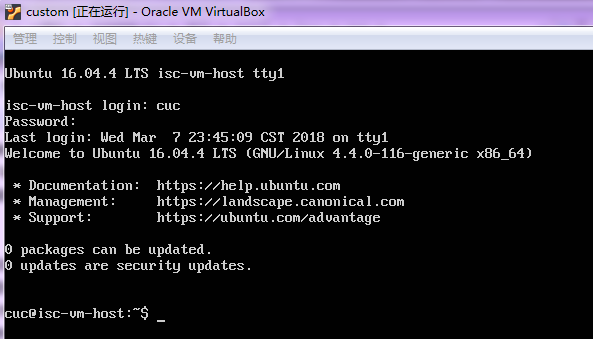 custom [正在运行] - Oracle VM VirtualBox
管理 控制 视图 热键 设备 帮助
Ubuntu 16.04.4 LTS isc-vm-host tty1
isc-vm-host login: cuc
Password:
Last login: Wed Mar  7 23:45:09 CST 2018 on tty1
Welcome to Ubuntu 16.04.4 LTS (GNU/Linux 4.4.0-116-generic x86_64)
* Documentation:  https://help.ubuntu.com
* Management:     https://landscape.canonical.com
* Support:        https://ubuntu.com/advantage
0 packages can be updated.
0 updates are security updates.
cuc@isc-vm-host:~$ _